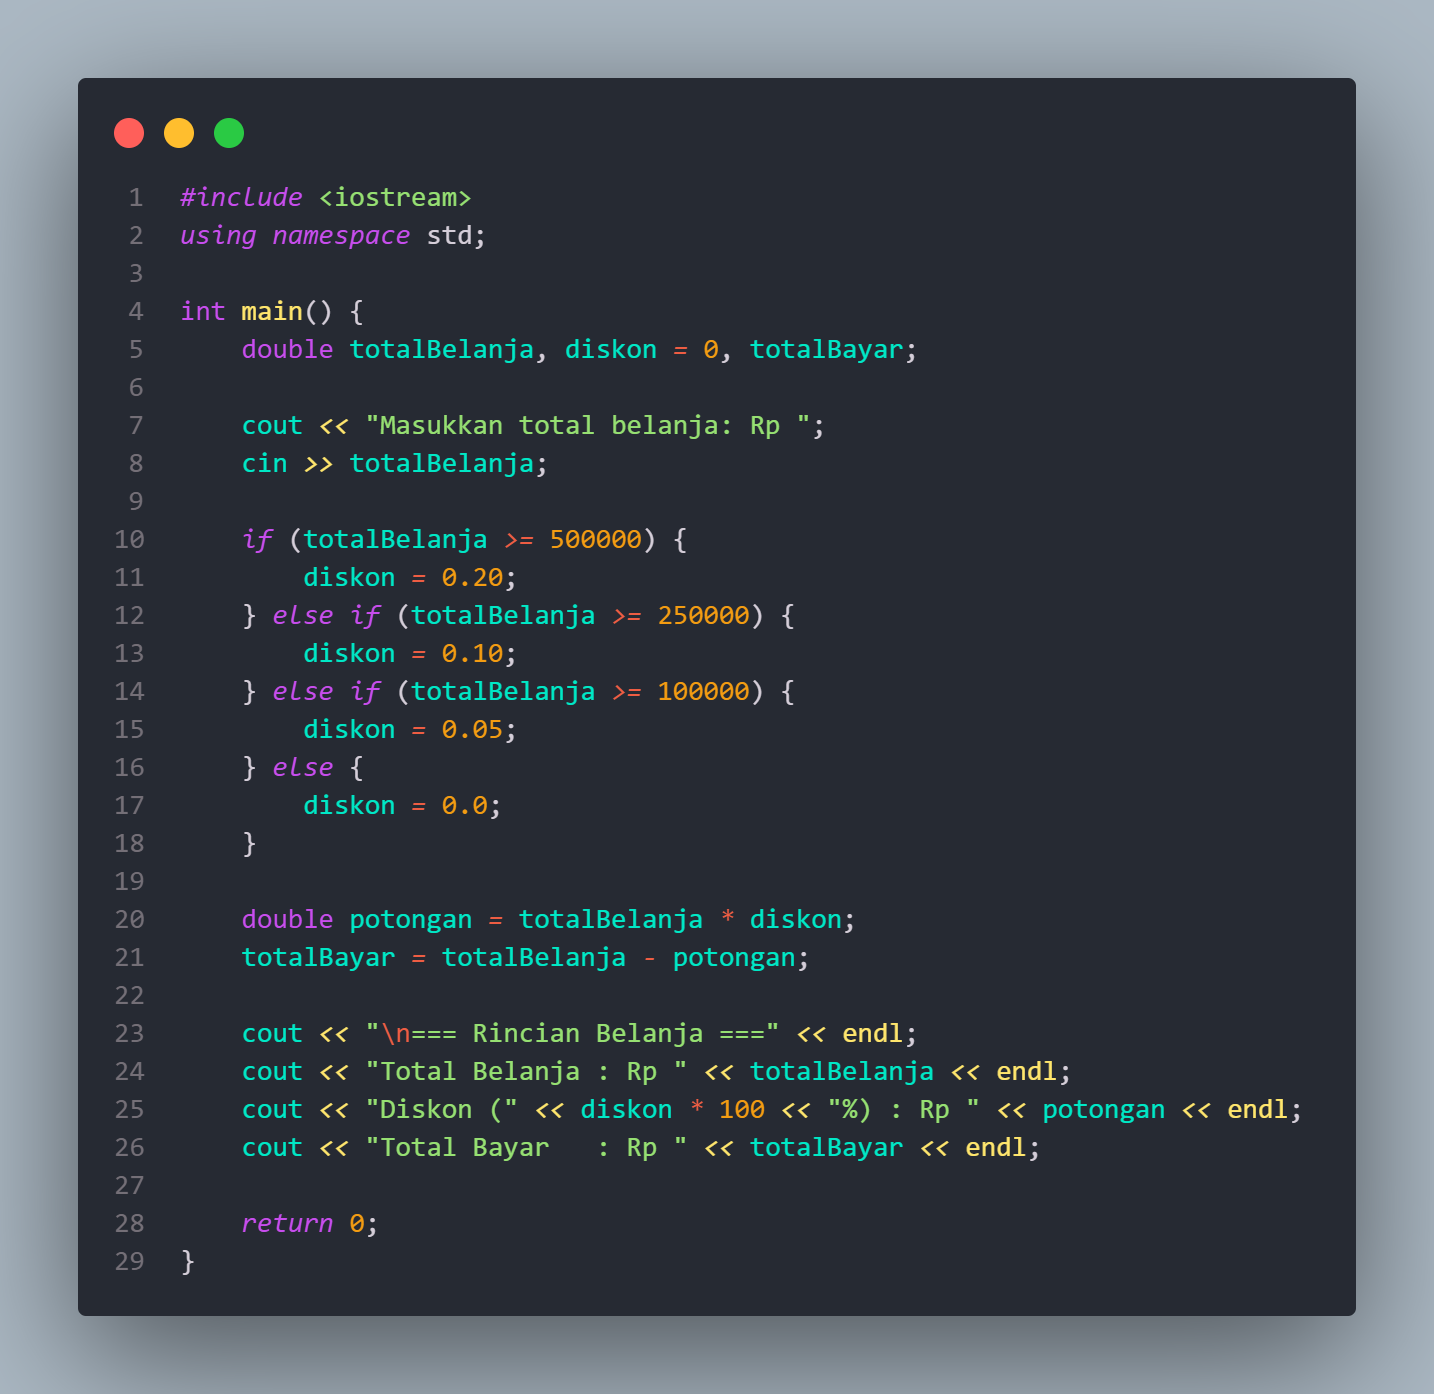 1 #include <iostream>
2 using namespace std;
3
4 int main() {
5     double totalBelanja, diskon = 0, totalBayar;
6
7     cout << "Masukkan total belanja: Rp ";
8     cin >> totalBelanja;
9
10     if (totalBelanja >= 500000) {
11         diskon = 0.20;
12     } else if (totalBelanja >= 250000) {
13         diskon = 0.10;
14     } else if (totalBelanja >= 100000) {
15         diskon = 0.05;
16     } else {
17         diskon = 0.0;
18     }
19
20     double potongan = totalBelanja * diskon;
21     totalBayar = totalBelanja - potongan;
22
23     cout << "\n=== Rincian Belanja ===" << endl;
24     cout << "Total Belanja : Rp " << totalBelanja << endl;
25     cout << "Diskon (" << diskon * 100 << "%) : Rp " << potongan << endl;
26     cout << "Total Bayar   : Rp " << totalBayar << endl;
27
28     return 0;
29 }